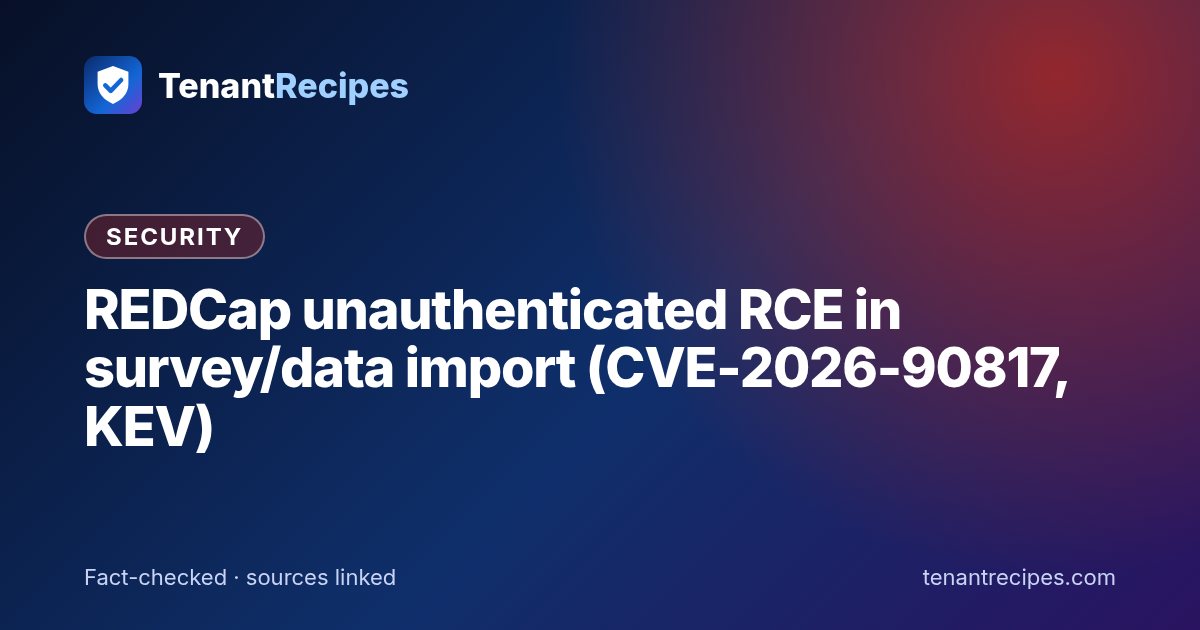 TenantRecipes
SECURITY
REDCap unauthenticated RCE in
survey/data import (CVE-2026-90817,
KEV)
Fact-checked · sources linked
tenantrecipes.com